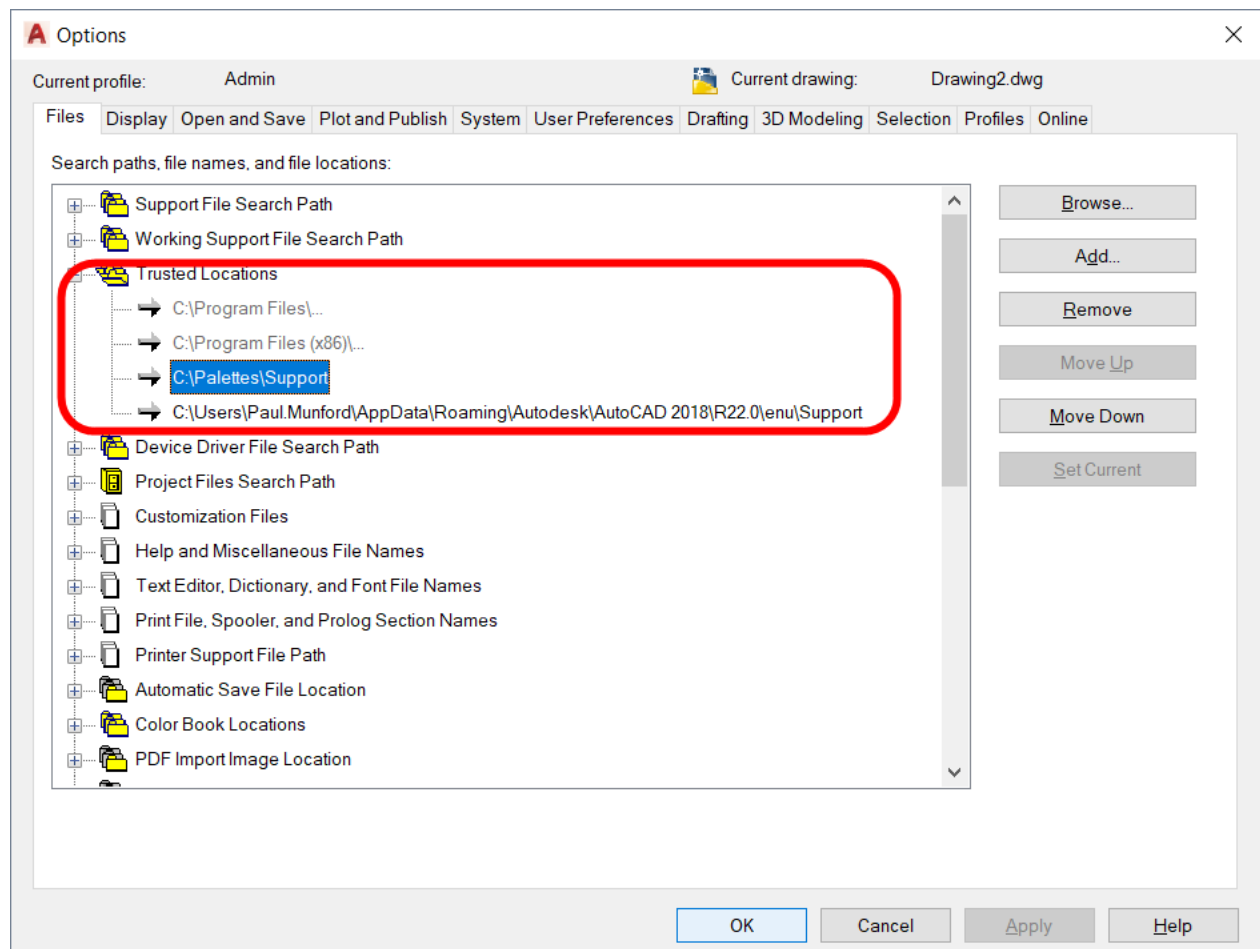 Options
Current profile: Admin Current drawing: Drawing2.dwg
Files Display Open and Save Plot and Publish System User Preferences Drafting 3D Modeling Selection Profiles Online
Search paths, file names, and file locations:
Support File Search Path
Browse...
Working Support File Search Path
Add...
Trusted Locations
C:\Program Files\...
Remove
C:\Program Files (x86)\...
Move Up
C:\Palettes\Support
C:\Users\Paul.Munford\AppData\Roaming\Autodesk\AutoCAD 2018\R22.0\enu\Support
Move Down
Device Driver File Search Path
Set Current
Project Files Search Path
Customization Files
Help and Miscellaneous File Names
Text Editor, Dictionary, and Font File Names
Print File, Spooler, and Prolog Section Names
Printer Support File Path
Automatic Save File Location
Color Book Locations
PDF Import Image Location
OK Cancel Apply Help